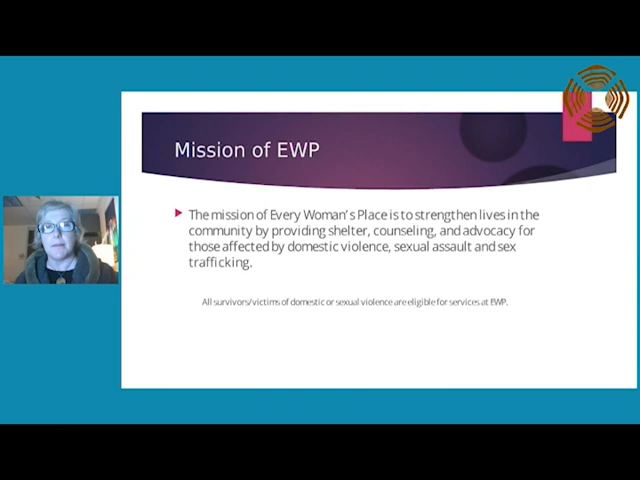 Mission of EWP
The mission of Every Woman's Place is to strengthen lives in the
community by providing shelter, counseling, and advocacy for
those affected by domestic violence, sexual assault and sex
trafficking.
All survivors/victims of domestic or sexual violence are eligible for services at EWP.